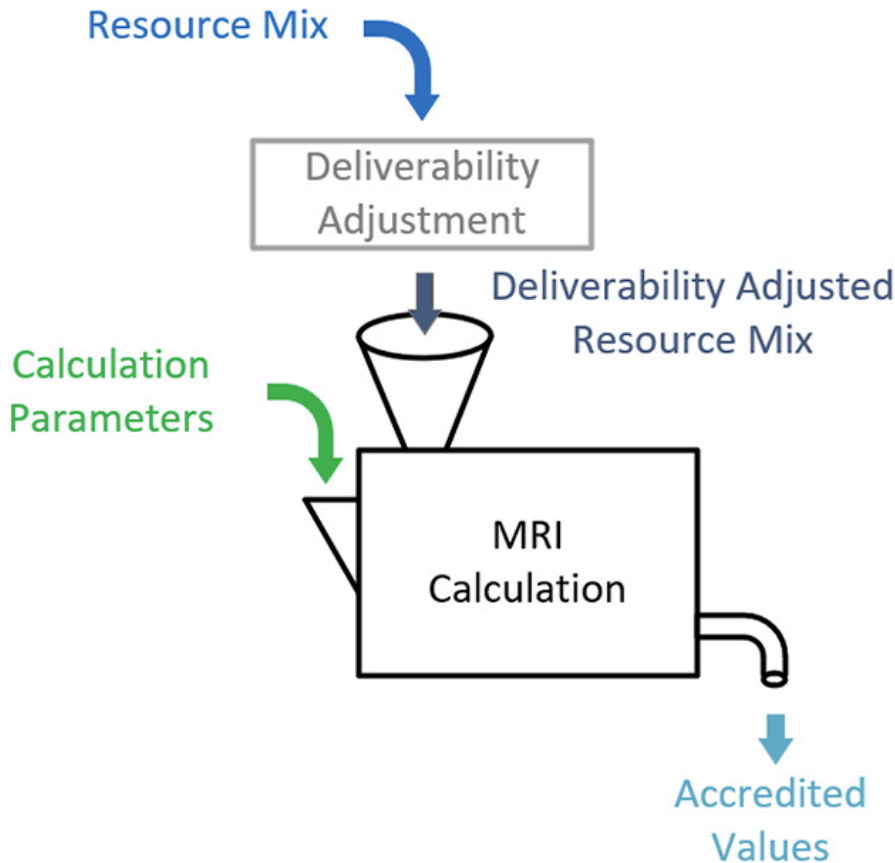 Resource Mix
Deliverability
Adjustment
Deliverability Adjusted
Resource Mix
Calculation
Parameters
MRI
Calculation
Accredited
Values